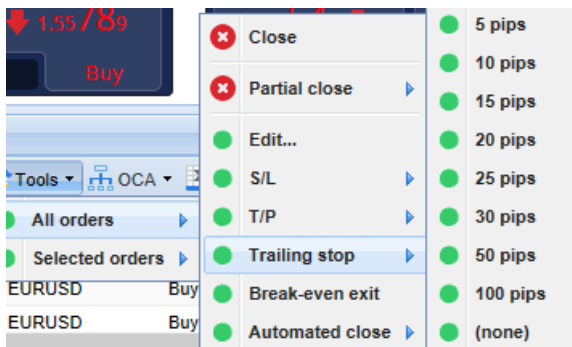 1.55789
Buy
Tools
OCA
All orders
Selected orders
EURUSD Buy
EURUSD Buy
Close
Partial close
Edit...
S/L
T/P
Trailing stop
Break-even exit
Automated close
5 pips
10 pips
15 pips
20 pips
25 pips
30 pips
50 pips
100 pips
(none)